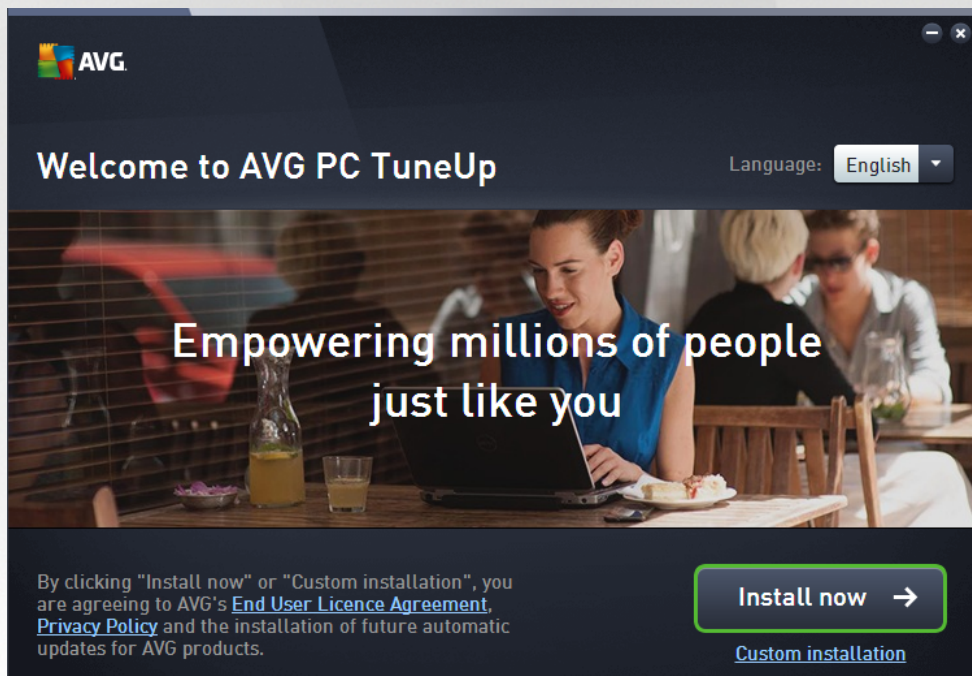 AVG
Welcome to AVG PC TuneUp
Language: English
Empowering millions of people
just like you
By clicking "Install now" or "Custom installation", you
are agreeing to AVG's End User Licence Agreement,
Privacy Policy and the installation of future automatic
updates for AVG products.
Install now
Custom installation